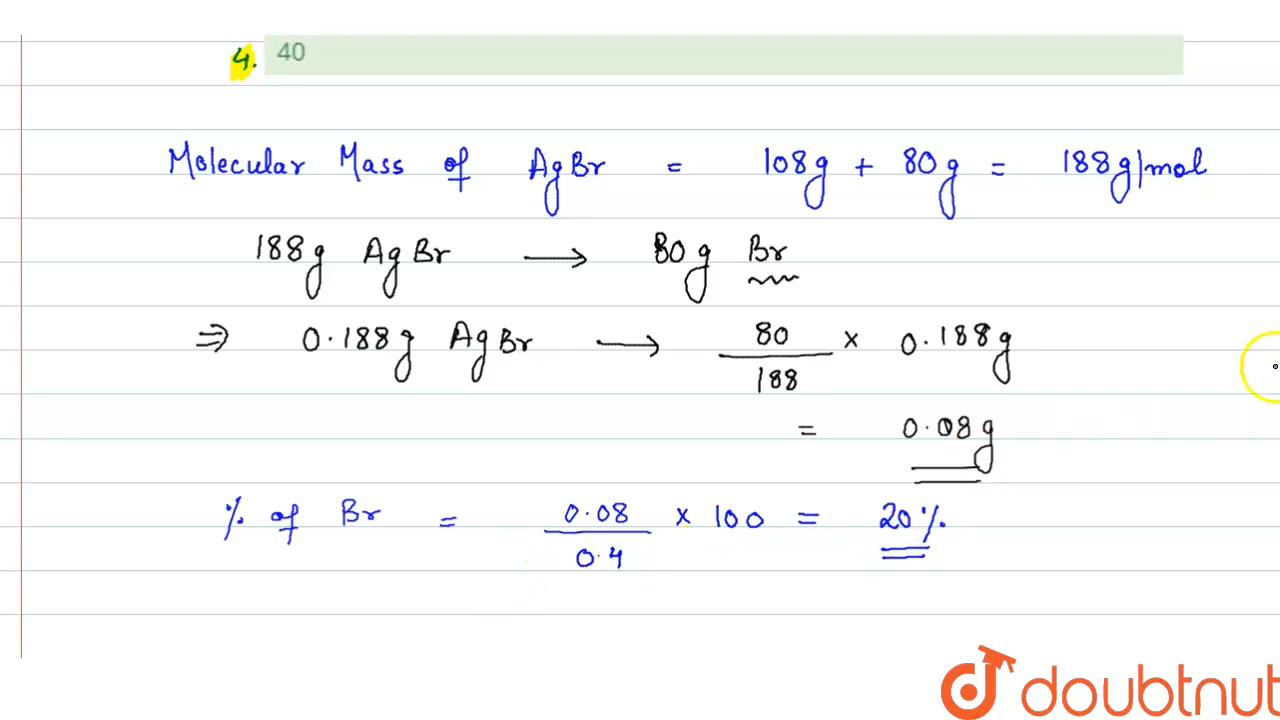 4. 40
Molecular Mass of AgBr = 108g + 80g = 188g/mol
188g AgBr ⟶ 80g Br
⇒ 0.188g AgBr ⟶ 80/188 × 0.188g
= 0.08g
% of Br = 0.08/0.4 × 100 = 20%
doubtnut